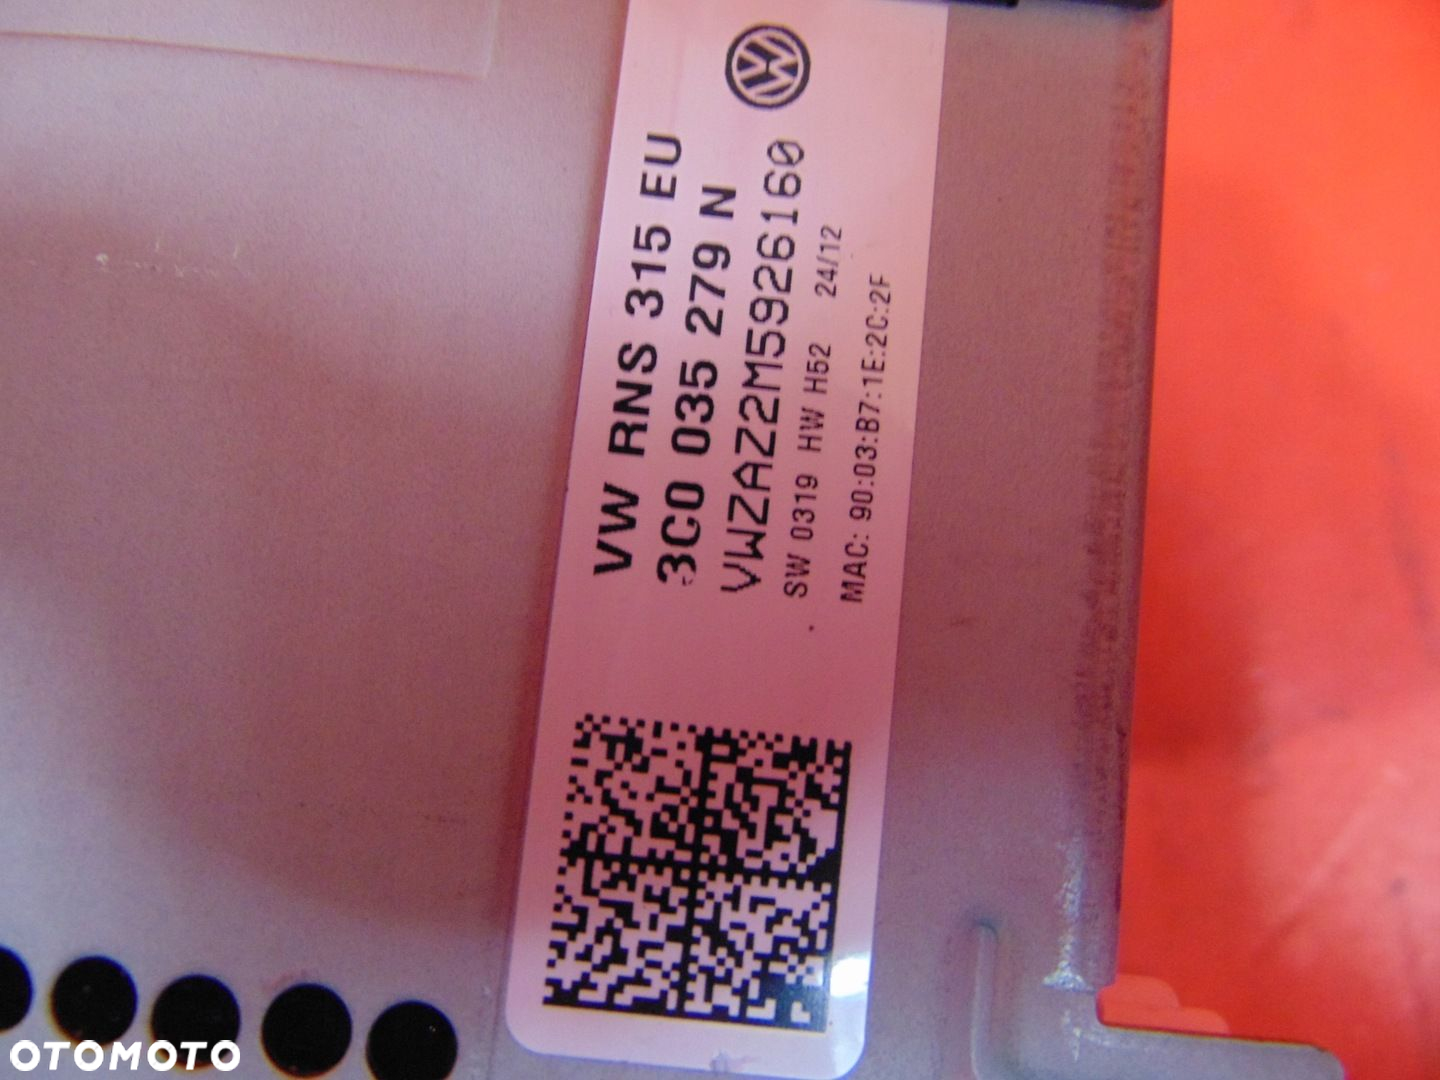 VW RNS 315 EU
3C0 035 279 N
VWZAZ2M5926160
SW 0319 HW H52 24/12
MAC: 90:03:B7:1E:2C:2F
OTOMOTO